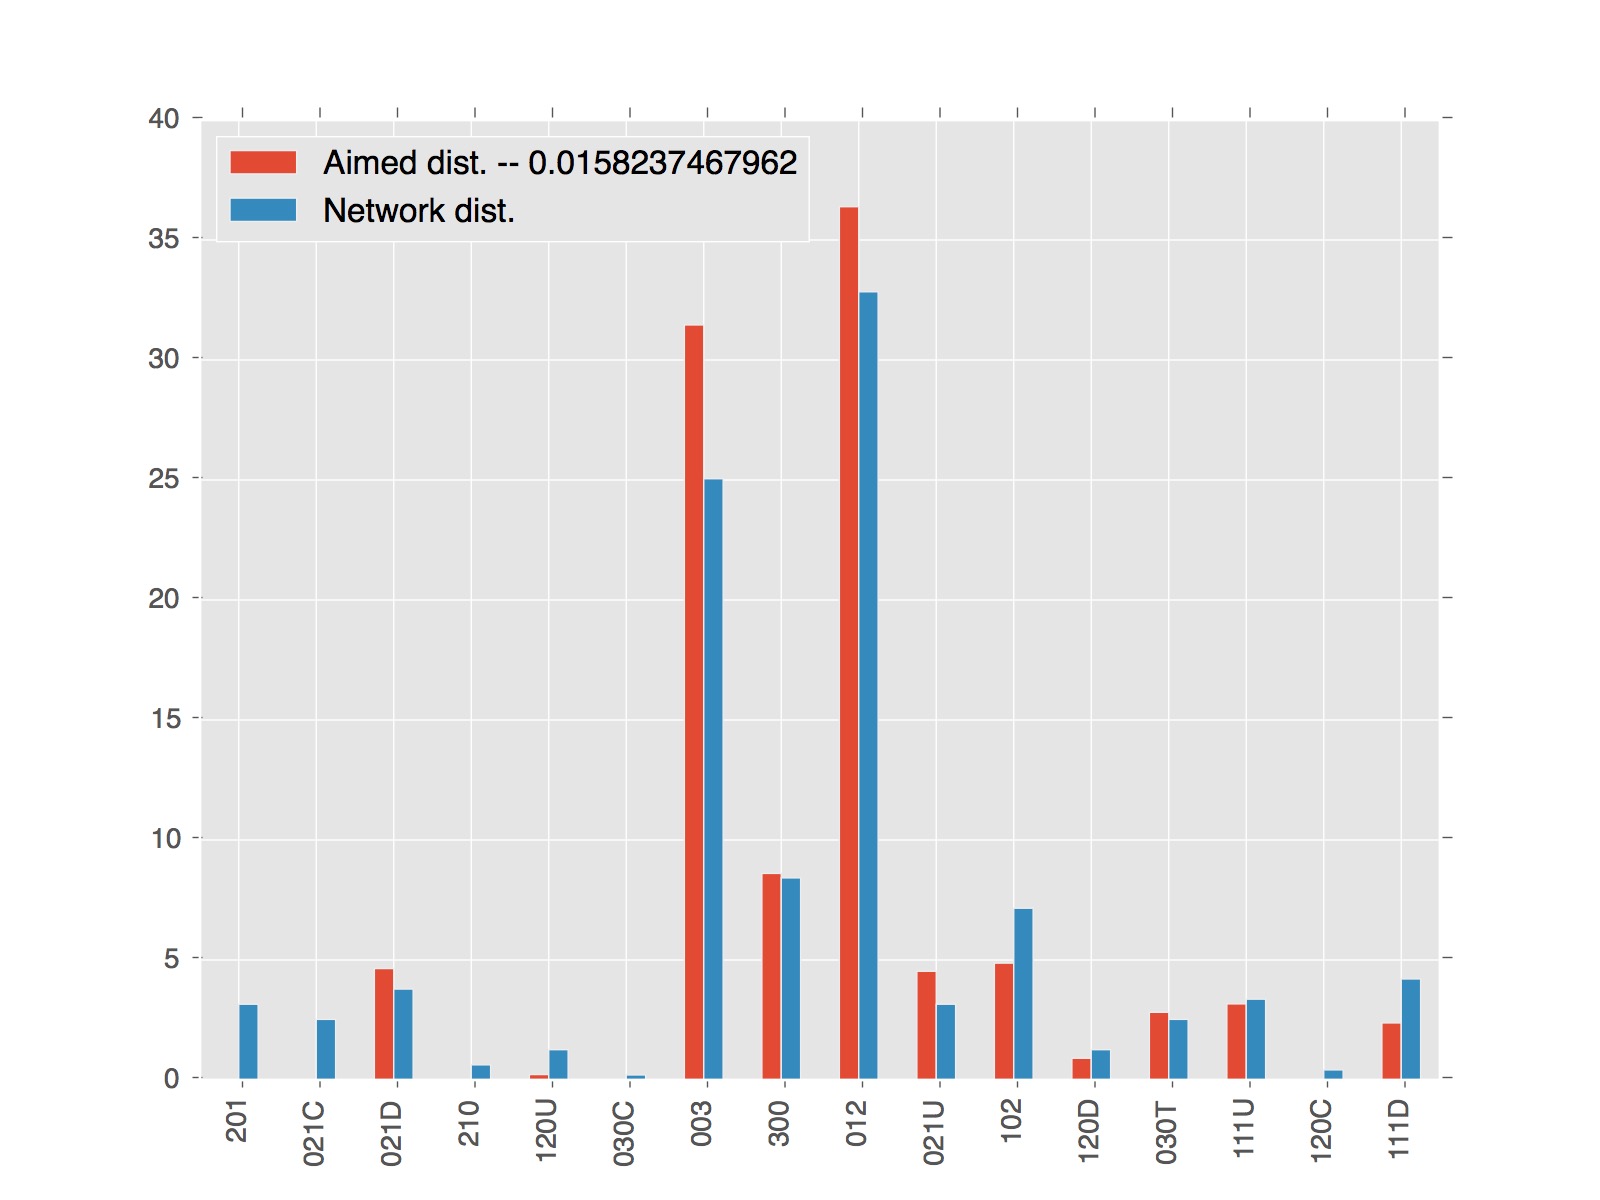 Aimed dist. -- 0.0158237467962
Network dist.
40
35
30
25
20
15
10
5
0
201
021C
021D
210
120U
030C
003
300
012
021U
102
120D
030T
111U
120C
111D